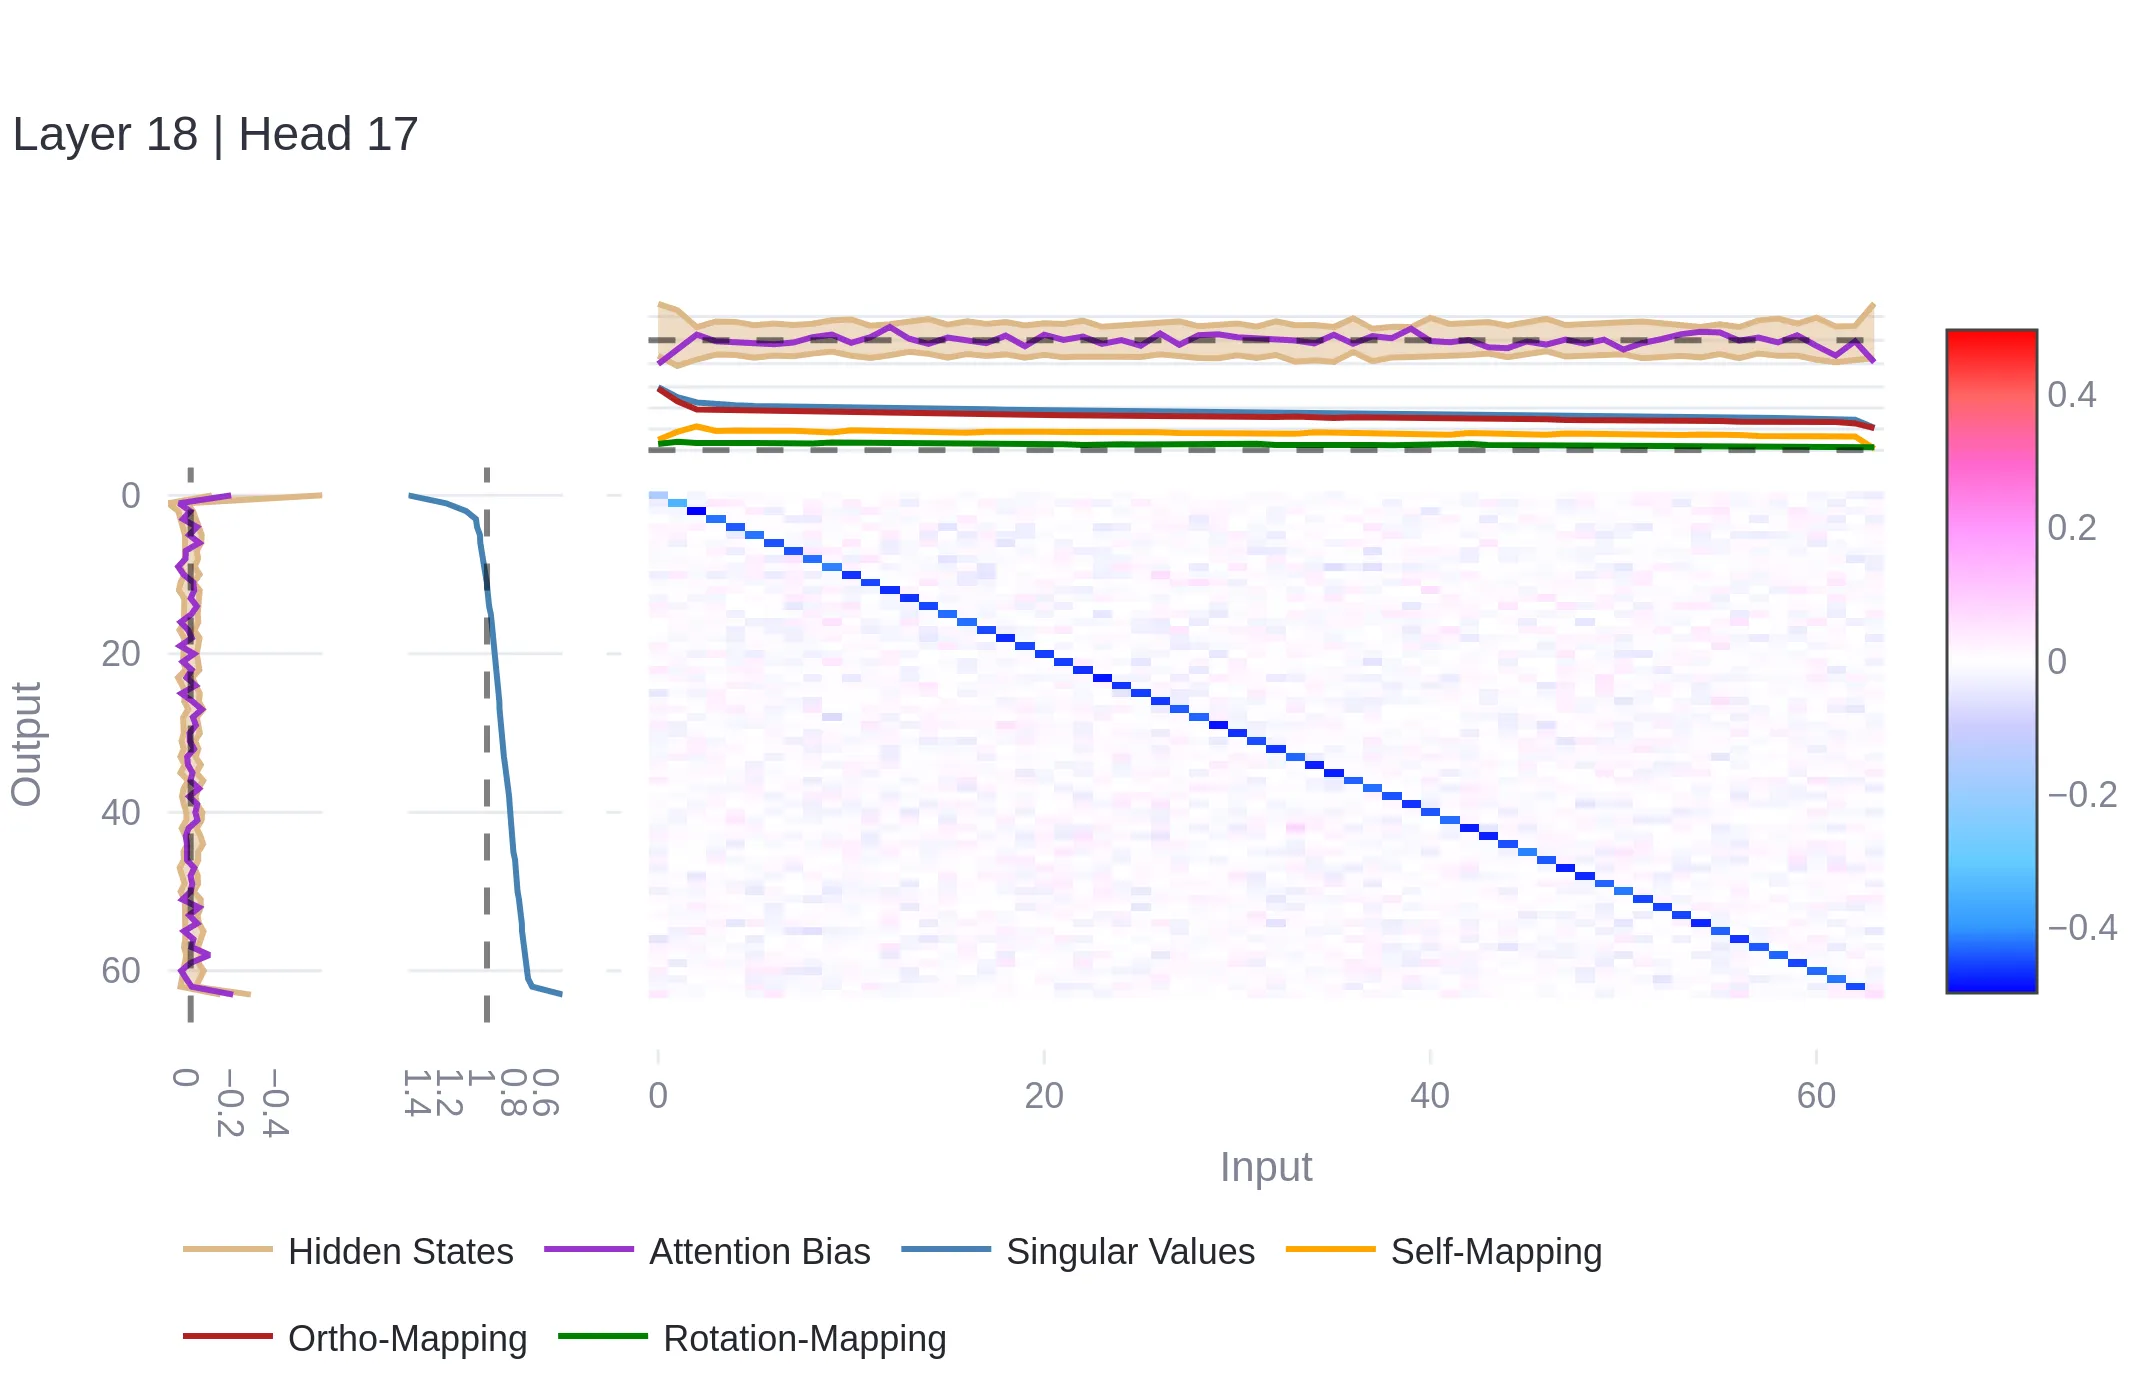 Layer 18 | Head 17
0
20
40
60
Output
0
−0.2
−0.4
1.4
1.2
1
0.8
0.6
0
20
40
60
Input
0.4
0.2
0
−0.2
−0.4
Hidden States
Attention Bias
Singular Values
Self-Mapping
Ortho-Mapping
Rotation-Mapping